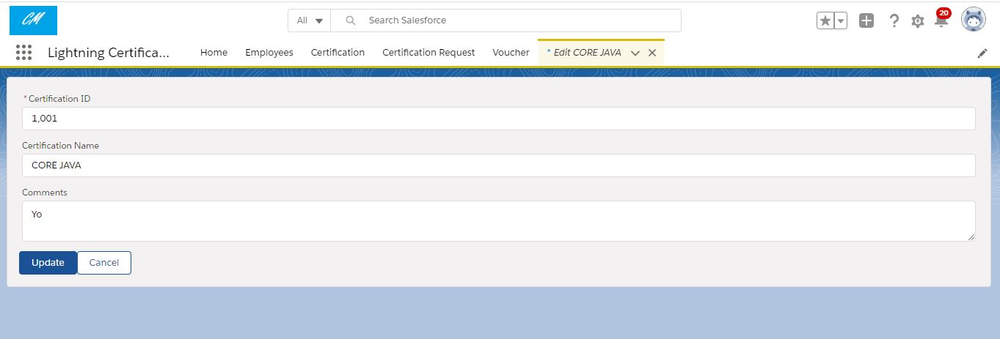 CM
All
Search Salesforce
20
Lightning Certifica...
Home
Employees
Certification
Certification Request
Voucher
* Edit CORE JAVA
* Certification ID
1,001
Certification Name
CORE JAVA
Comments
Yo
Update
Cancel